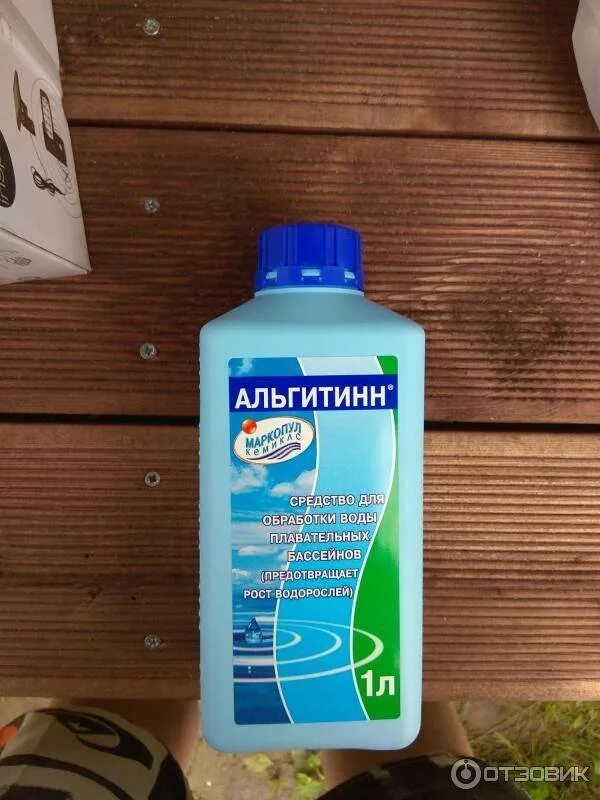 АЛЬГИТИНН®
МАРКОПУЛ
КЕМИКЛС
СРЕДСТВО ДЛЯ
ОБРАБОТКИ ВОДЫ
ПЛАВАТЕЛЬНЫХ
БАССЕЙНОВ
(ПРЕДОТВРАЩАЕТ
РОСТ ВОДОРОСЛЕЙ)
1л
ОТЗОВИК